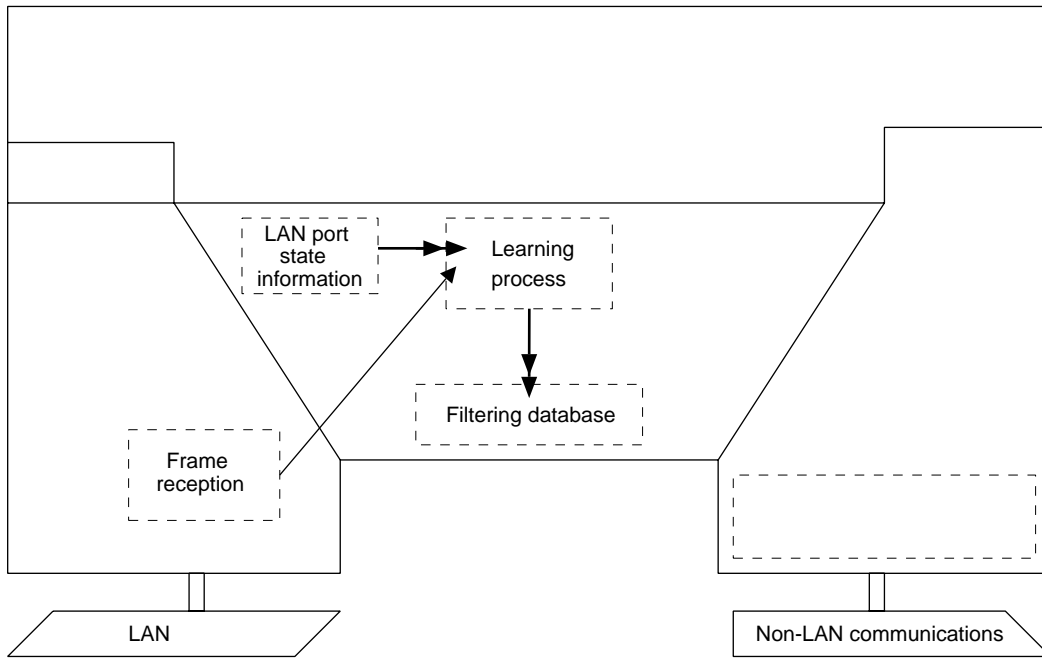 LAN port
state
information
Learning
process
Filtering database
Frame
reception
LAN
Non-LAN communications